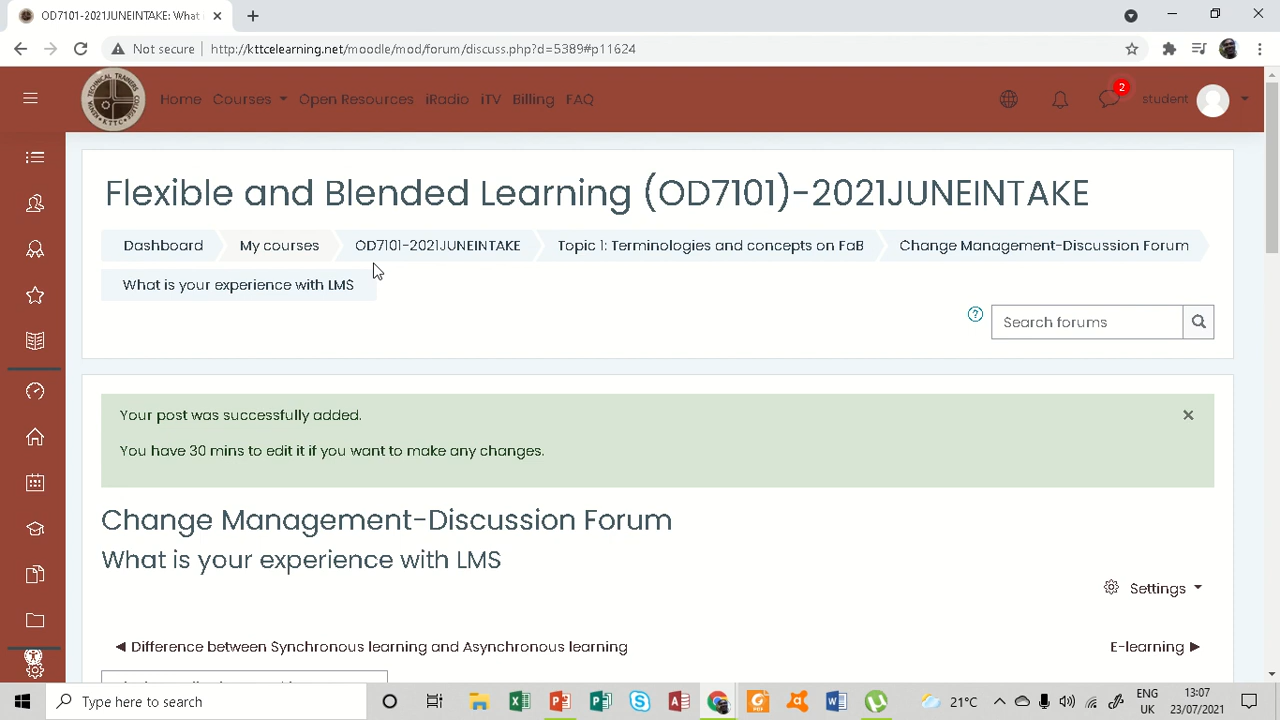 OD7101-2021JUNEINTAKE: What
Not secure | http://kttcelearning.net/moodle/mod/forum/discuss.php?d=5389#p11624
Home Courses Open Resources iRadio iTV Billing FAQ 2 student
Flexible and Blended Learning (OD7101)-2021JUNEINTAKE
Dashboard My courses OD7101-2021JUNEINTAKE Topic 1: Terminologies and concepts on FaB Change Management-Discussion Forum
What is your experience with LMS
Search forums
Your post was successfully added.
You have 30 mins to edit it if you want to make any changes.
Change Management-Discussion Forum
What is your experience with LMS
Settings
◀ Difference between Synchronous learning and Asynchronous learning E-learning ▶
Type here to search 21°C ENG 13:07
UK 23/07/2021